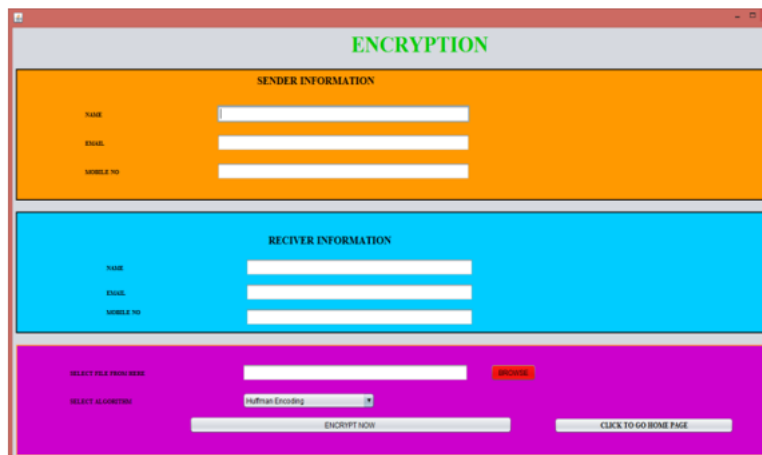 ENCRYPTION
SENDER INFORMATION
NAME
EMAIL
MOBILE NO
RECIVER INFORMATION
NAME
EMAIL
MOBILE NO
SELECT FILE FROM HERE
BROWSE
SELECT ALGORITHM
Huffman Encoding
ENCRYPT NOW
CLICK TO GO HOME PAGE